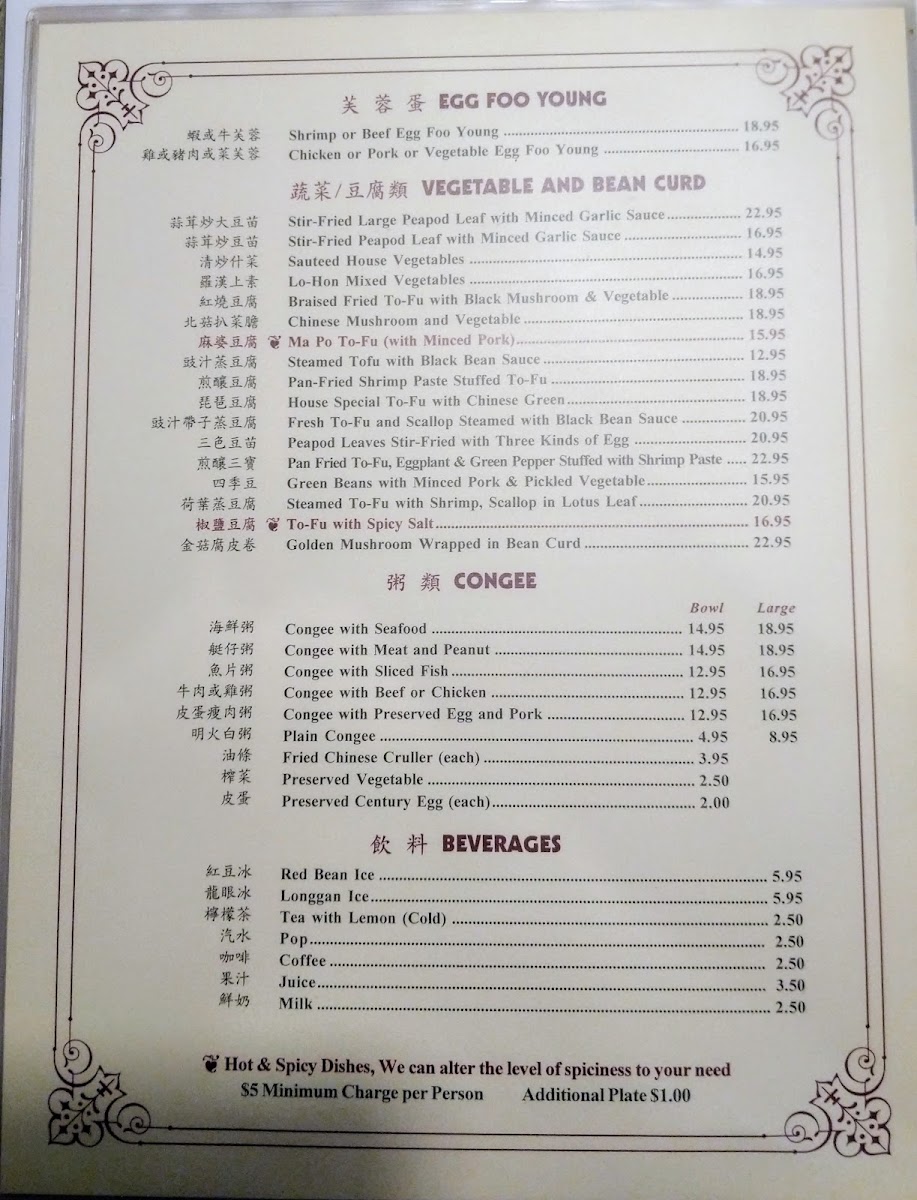 芙蓉蛋 EGG FOO YOUNG
蝦或牛芙蓉 Shrimp or Beef Egg Foo Young 18.95
雞或豬肉或菜芙蓉 Chicken or Pork or Vegetable Egg Foo Young 16.95
蔬菜/豆腐類 VEGETABLE AND BEAN CURD
蒜茸炒大豆苗 Stir-Fried Large Peapod Leaf with Minced Garlic Sauce 22.95
蒜茸炒豆苗 Stir-Fried Peapod Leaf with Minced Garlic Sauce 16.95
清炒什菜 Sauteed House Vegetables 14.95
羅漢上素 Lo-Hon Mixed Vegetables 16.95
紅燒豆腐 Braised Fried To-Fu with Black Mushroom & Vegetable 18.95
北菇扒菜膽 Chinese Mushroom and Vegetable 18.95
麻婆豆腐 Ma Po To-Fu (with Minced Pork) 15.95
豉汁蒸豆腐 Steamed Tofu with Black Bean Sauce 12.95
煎釀豆腐 Pan-Fried Shrimp Paste Stuffed To-Fu 18.95
琵琶豆腐 House Special To-Fu with Chinese Green 18.95
豉汁帶子蒸豆腐 Fresh To-Fu and Scallop Steamed with Black Bean Sauce 20.95
三色豆苗 Peapod Leaves Stir-Fried with Three Kinds of Egg 20.95
煎釀三寶 Pan Fried To-Fu, Eggplant & Green Pepper Stuffed with Shrimp Paste 22.95
四季豆 Green Beans with Minced Pork & Pickled Vegetable 15.95
荷葉蒸豆腐 Steamed To-Fu with Shrimp, Scallop in Lotus Leaf 20.95
椒鹽豆腐 To-Fu with Spicy Salt 16.95
金菇腐皮卷 Golden Mushroom Wrapped in Bean Curd 22.95
粥類 CONGEE
Bowl Large
海鮮粥 Congee with Seafood 14.95 18.95
艇仔粥 Congee with Meat and Peanut 14.95 18.95
魚片粥 Congee with Sliced Fish 12.95 16.95
牛肉或雞粥 Congee with Beef or Chicken 12.95 16.95
皮蛋瘦肉粥 Congee with Preserved Egg and Pork 12.95 16.95
明火白粥 Plain Congee 4.95 8.95
油條 Fried Chinese Cruller (each) 3.95
榨菜 Preserved Vegetable 2.50
皮蛋 Preserved Century Egg (each) 2.00
飲料 BEVERAGES
紅豆冰 Red Bean Ice 5.95
龍眼冰 Longgan Ice 5.95
檸檬茶 Tea with Lemon (Cold) 2.50
汽水 Pop 2.50
咖啡 Coffee 2.50
果汁 Juice 3.50
鮮奶 Milk 2.50
Hot & Spicy Dishes, We can alter the level of spiciness to your need
$5 Minimum Charge per Person Additional Plate $1.00